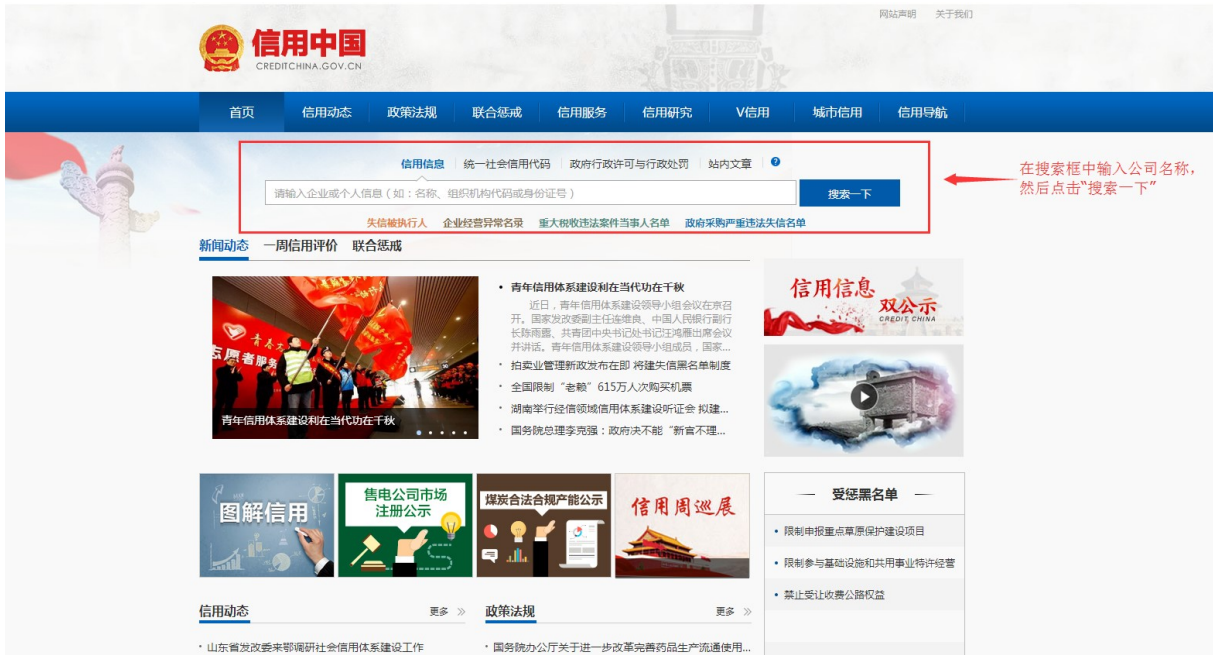 网站声明 关于我们
信用中国
CREDITCHINA.GOV.CN
首页 信用动态 政策法规 联合惩戒 信用服务 信用研究 V信用 城市信用 信用导航
信用信息 统一社会信用代码 政府行政许可与行政处罚 站内文章 ?
请输入企业或个人信息（如：名称、组织机构代码或身份证号） 搜索一下
失信被执行人 企业经营异常名录 重大税收违法案件当事人名单 政府采购严重违法失信名单
在搜索框中输入公司名称，
然后点击“搜索一下”
新闻动态 一周信用评价 联合惩戒
志愿者服务
青年信用体系建设利在当代功在千秋
青年信用体系建设利在当代功在千秋
近日，青年信用体系建设领导小组会议在京召
开。国家发改委副主任连维良、中国人民银行副行
长陈雨露、共青团中央书记处书记汪鸿雁出席会议
并讲话。青年信用体系建设领导小组成员，国家...
拍卖业管理新政发布在即 将建失信黑名单制度
全国限制“老赖”615万人次购买机票
湖南举行经信领域信用体系建设听证会 拟建...
国务院总理李克强：政府决不能“新官不理...
信用信息
双公示
CREDIT CHINA
图解信用
售电公司市场
注册公示
煤炭合法合规产能公示
信用周巡展
受惩黑名单
限制申报重点草原保护建设项目
限制参与基础设施和共用事业特许经营
禁止受让收费公路权益
信用动态 更多
山东省发改委来鄂调研社会信用体系建设工作
政策法规 更多
国务院办公厅关于进一步改革完善药品生产流通使用...